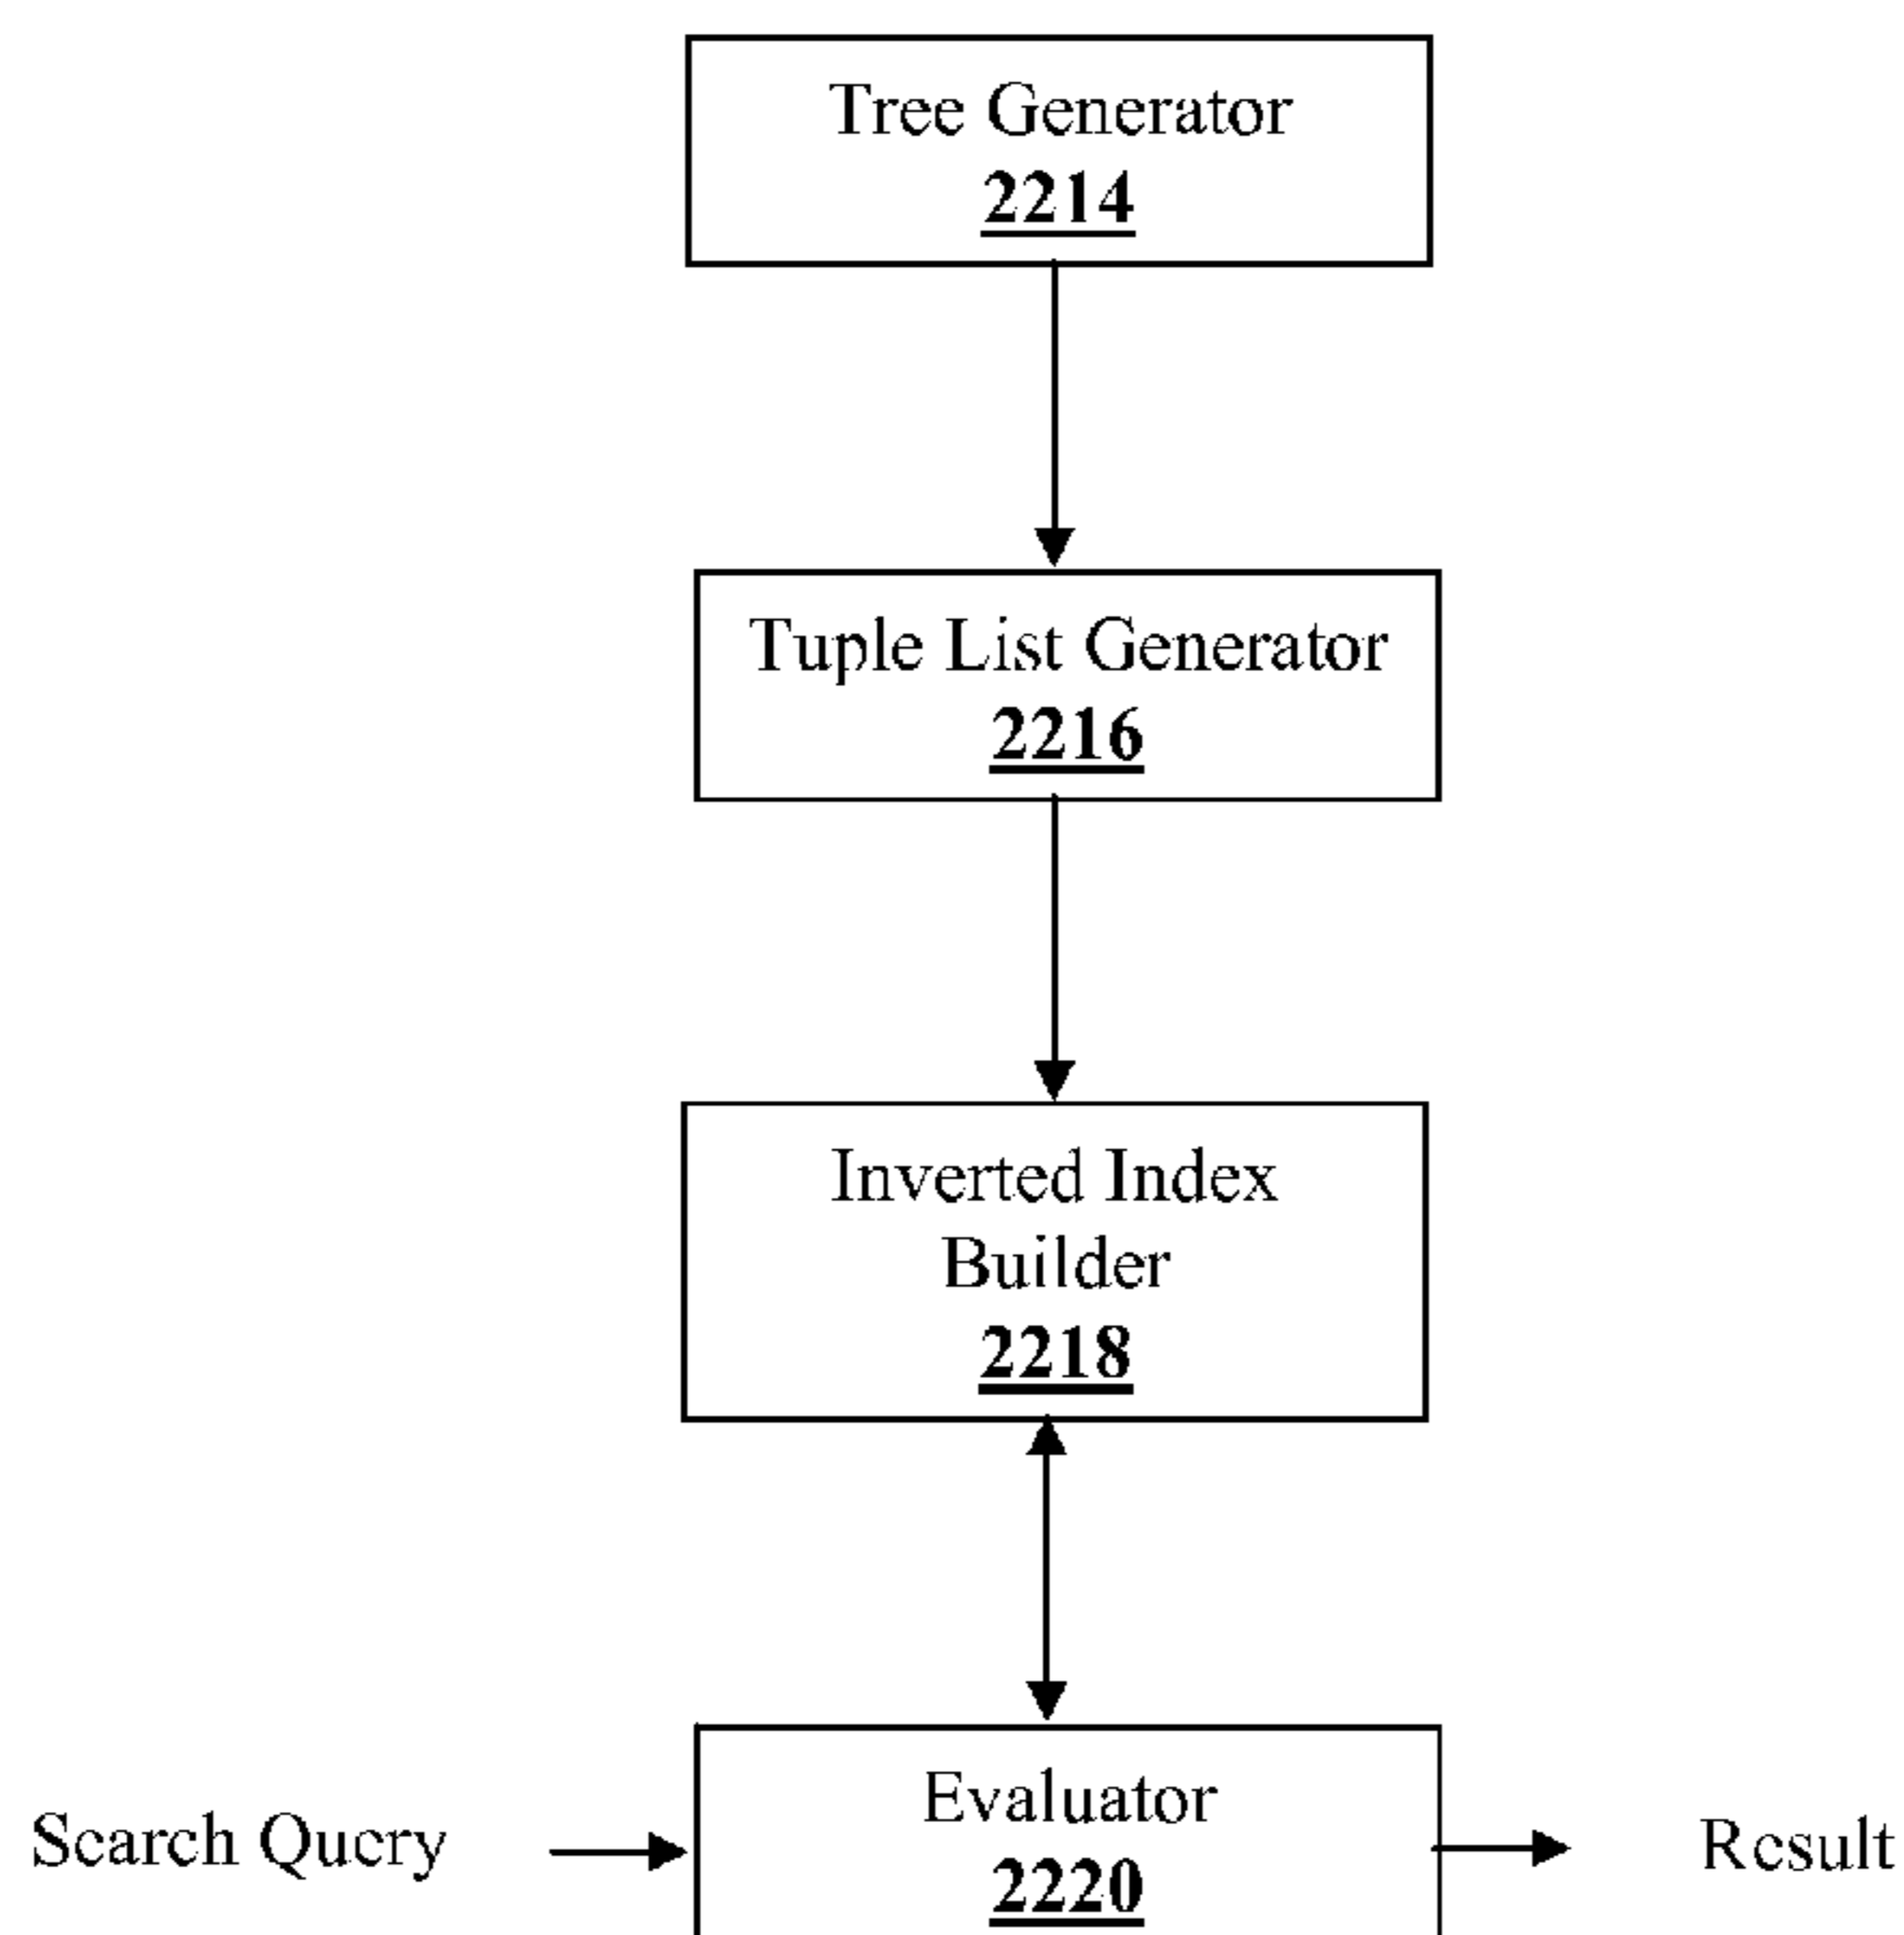 Tree Generator
2214
Tuple List Generator
2216
Inverted Index
Builder
2218
Evaluator
2220
Search Query
Result